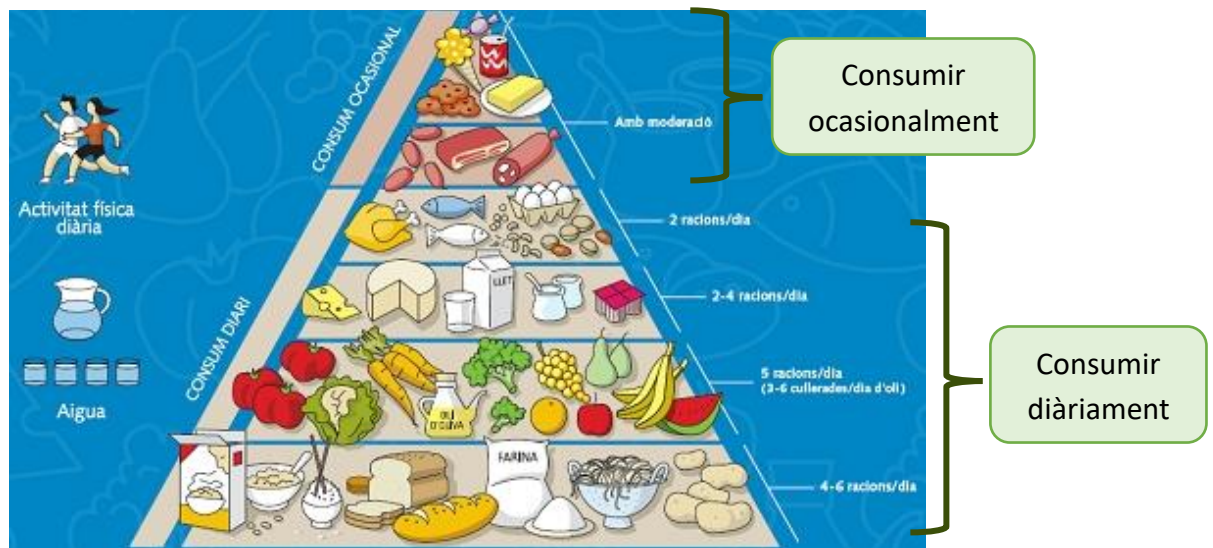 CONSUM OCASIONAL
CONSUM DIARI
Activitat física
diària
Aigua
Amb moderació
2 racions/dia
2-4 racions/dia
5 racions/dia
(3-6 cullerades/dia d'oli)
4-6 racions/dia
LLET
OLI
D'OLIVA
FARINA
Consumir
ocasionalment
Consumir
diàriament